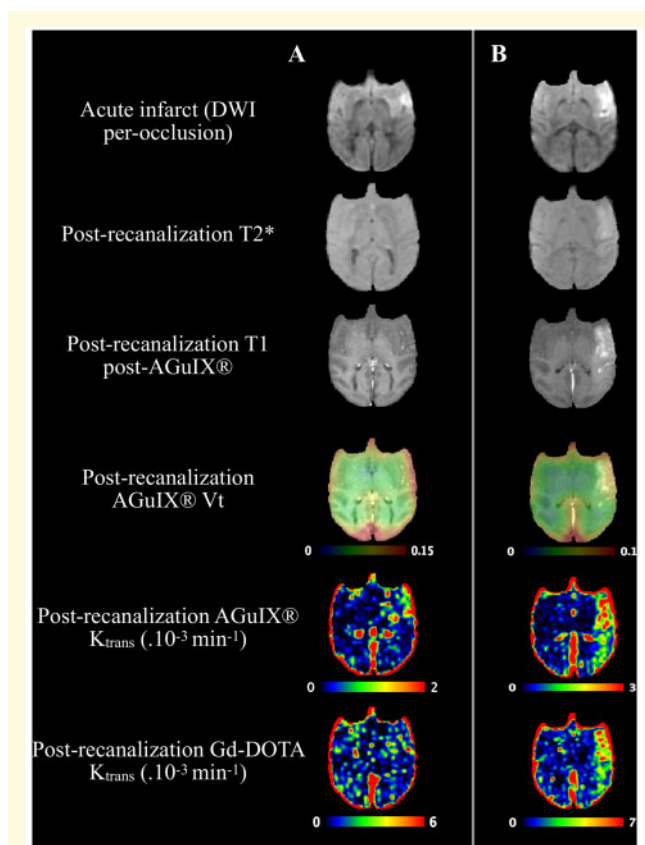 A
B
Acute infarct (DWI
per-occlusion)
Post-recanalization T2*
Post-recanalization T1
post-AGuIX®
Post-recanalization
AGuIX® Vt
0 0.15
0 0.1
Post-recanalization AGuIX®
Ktrans (.10⁻³ min⁻¹)
0 2
0 3
Post-recanalization Gd-DOTA
Ktrans (.10⁻³ min⁻¹)
0 6
0 7